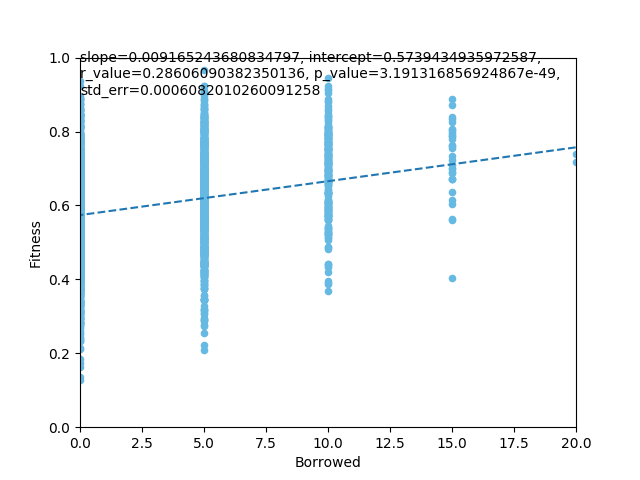 slope=0.009165243680834797, intercept=0.5739434935972587,
r_value=0.28606090382350136, p_value=3.191316856924867e-49,
std_err=0.0006082010260091258
1.0
0.8
0.6
0.4
0.2
0.0
Fitness
0.0 2.5 5.0 7.5 10.0 12.5 15.0 17.5 20.0
Borrowed